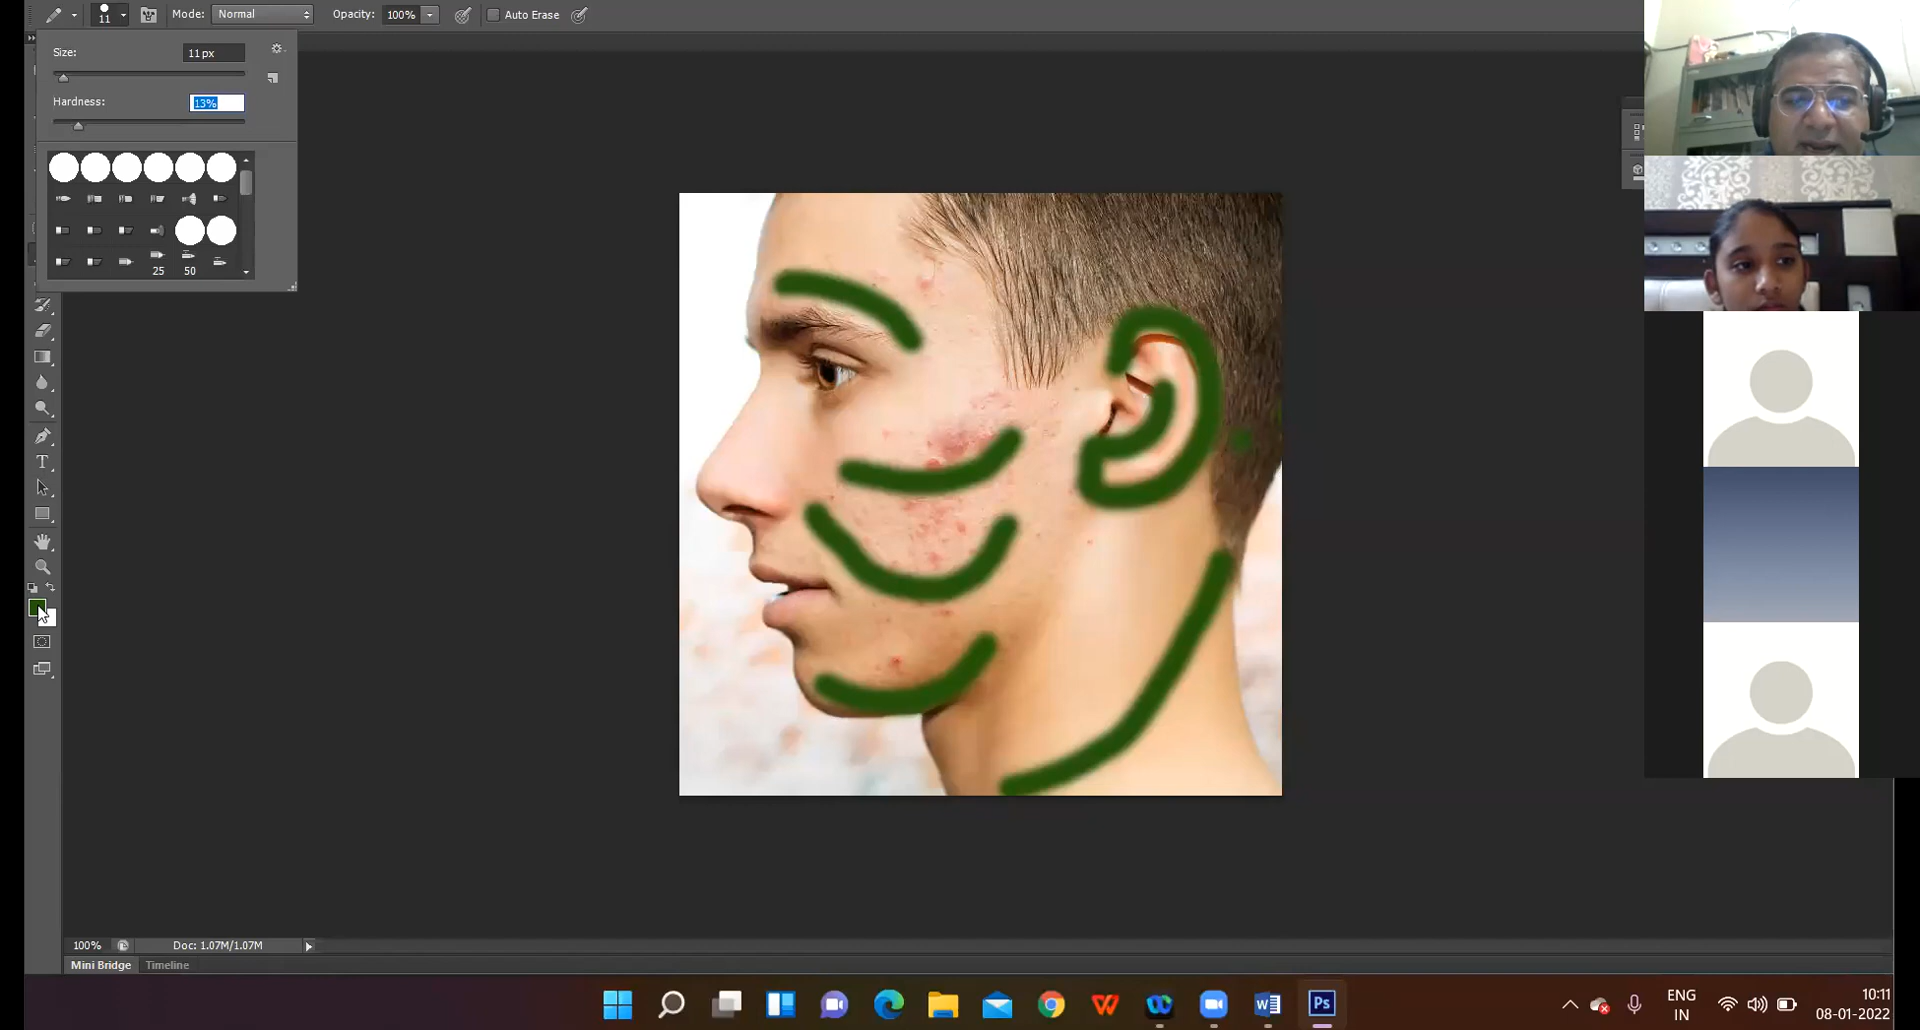 11
Mode: Normal
Opacity: 100%
Auto Erase
Size: 11 px
Hardness: 13%
25 50
T
100% Doc: 1.07M/1.07M
Mini Bridge Timeline
W
W
Ps
ENG
IN
10:11
08-01-2022